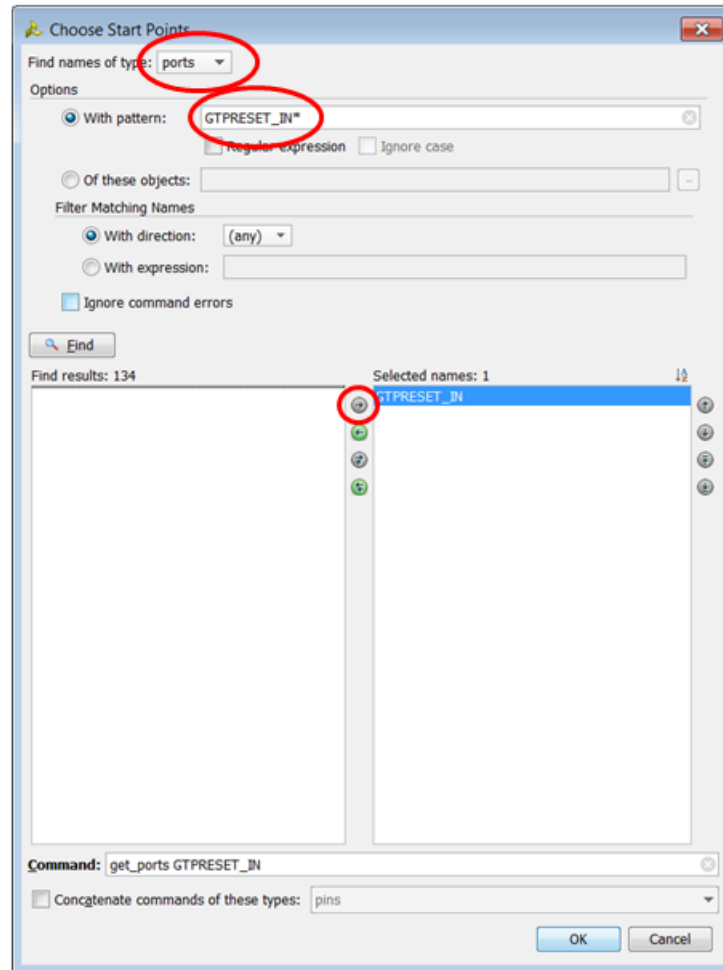 Choose Start Points
Find names of type: ports
Options
With pattern: GTPRESET_IN*
Regular expression Ignore case
Of these objects:
Filter Matching Names
With direction: (any)
With expression:
Ignore command errors
Find
Find results: 134 Selected names: 1
GTPRESET_IN
Command: get_ports GTPRESET_IN
Concatenate commands of these types: pins
OK Cancel